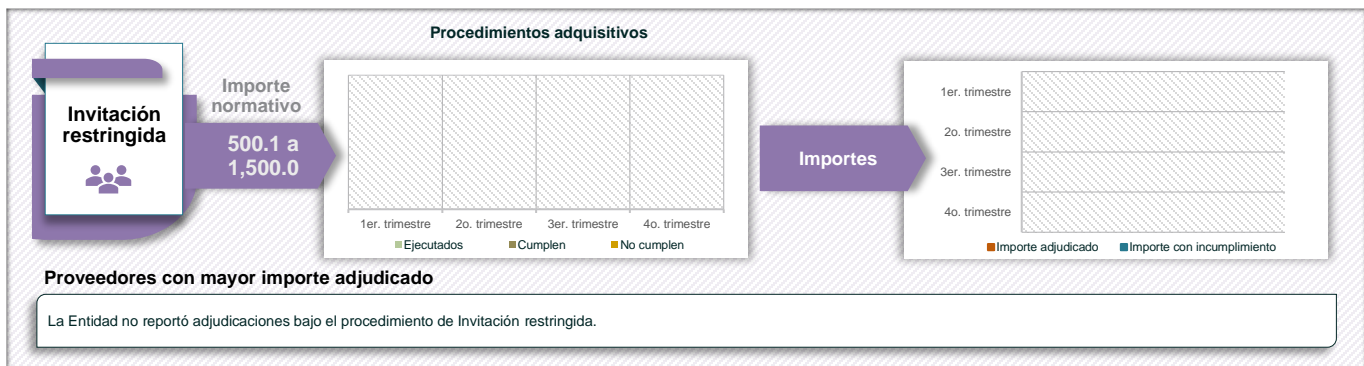 Procedimientos adquisitivos
Invitación
restringida
Importe
normativo
500.1 a
1,500.0
1er. trimestre 2o. trimestre 3er. trimestre 4o. trimestre
Ejecutados Cumplen No cumplen
Importes
1er. trimestre
2o. trimestre
3er. trimestre
4o. trimestre
Importe adjudicado Importe con incumplimiento
Proveedores con mayor importe adjudicado
La Entidad no reportó adjudicaciones bajo el procedimiento de Invitación restringida.